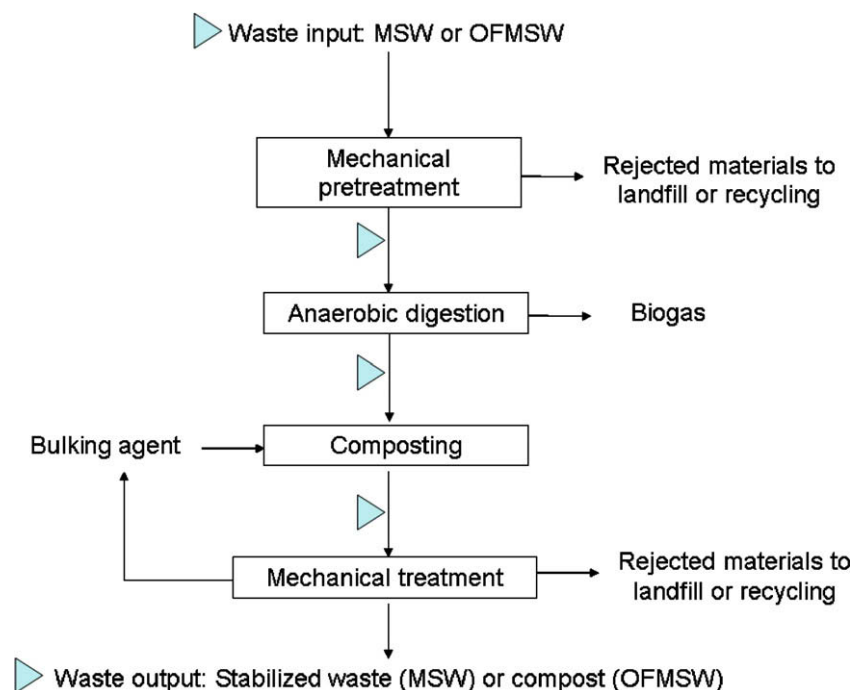 Waste input: MSW or OFMSW
Mechanical
pretreatment
Rejected materials to
landfill or recycling
Anaerobic digestion
Biogas
Bulking agent
Composting
Mechanical treatment
Rejected materials to
landfill or recycling
Waste output: Stabilized waste (MSW) or compost (OFMSW)